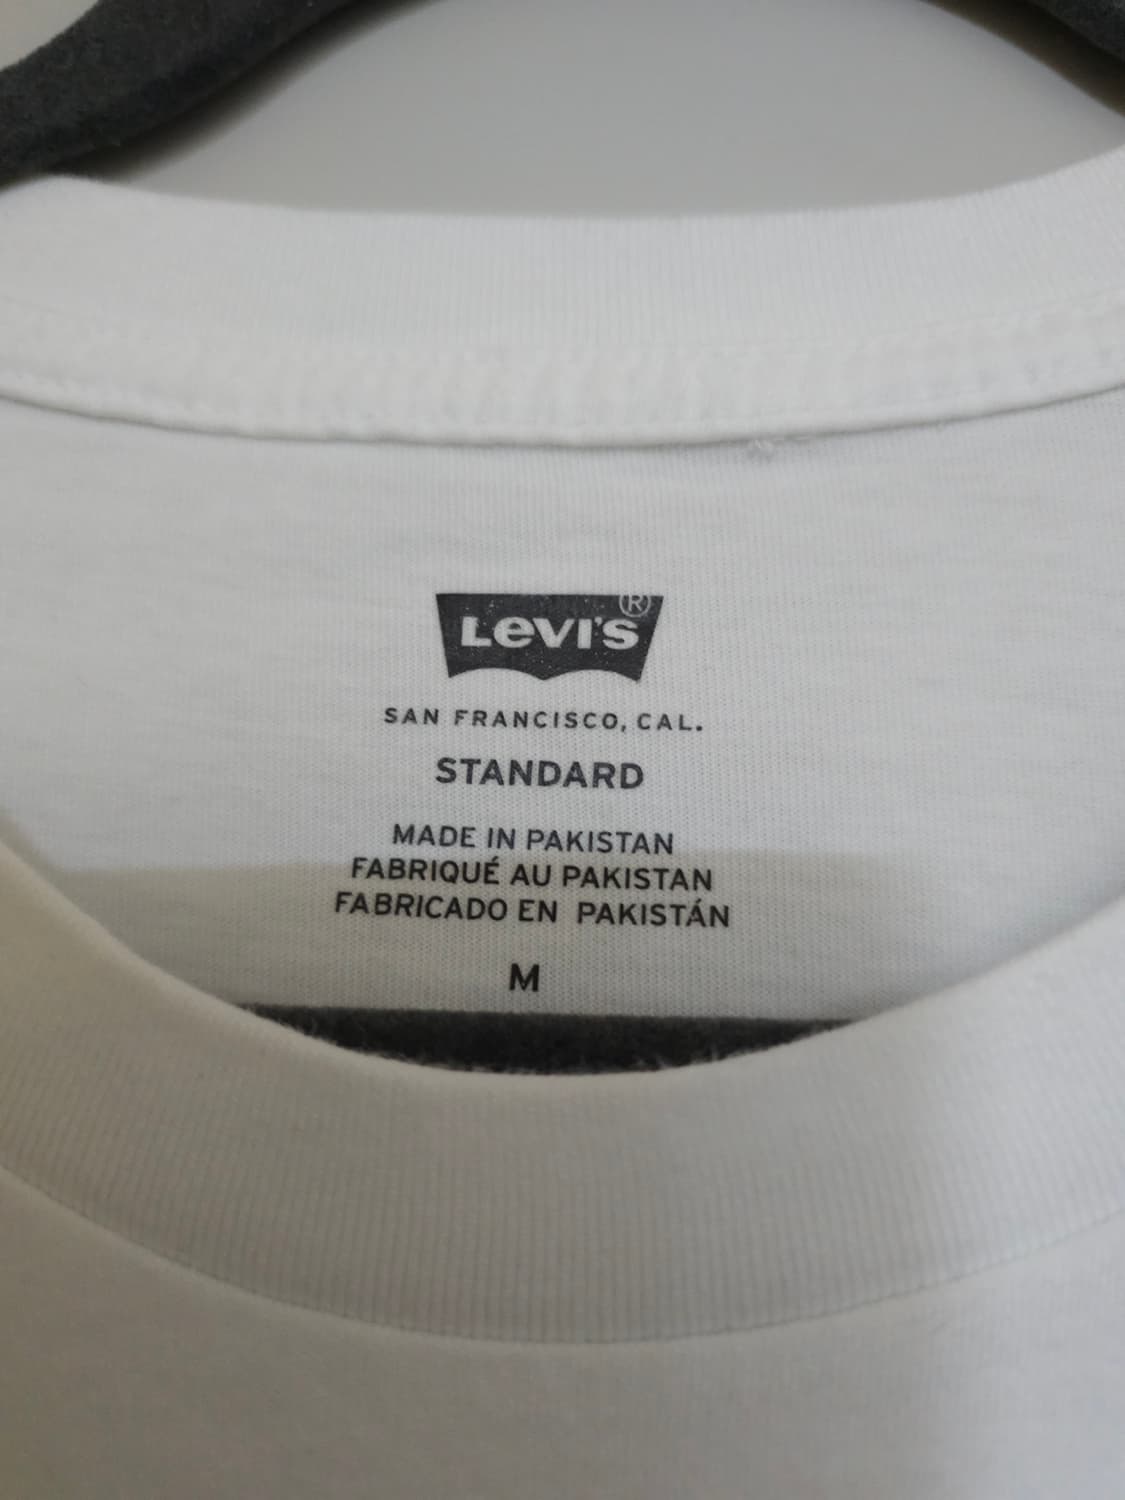 Levi's®
SAN FRANCISCO, CAL.
STANDARD
MADE IN PAKISTAN
FABRIQUÉ AU PAKISTAN
FABRICADO EN PAKISTÁN
M